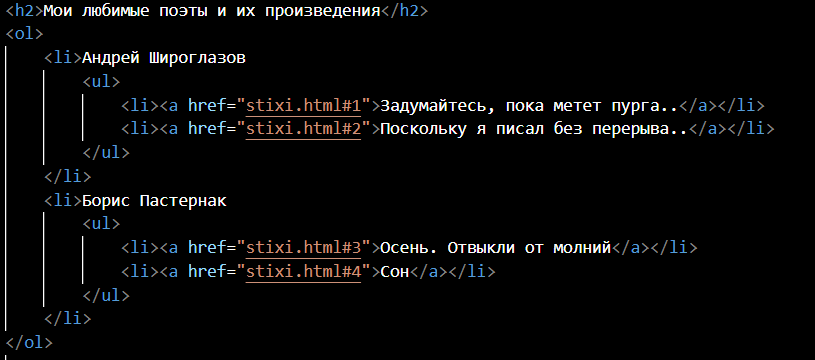 <h2>Мои любимые поэты и их произведения</h2>
<ol>
<li>Андрей Широглазов
<ul>
<li><a href="stixi.html#1">Задумайтесь, пока метет пурга..</a></li>
<li><a href="stixi.html#2">Поскольку я писал без перерыва..</a></li>
</ul>
</li>
<li>Борис Пастернак
<ul>
<li><a href="stixi.html#3">Осень. Отвыкли от молний</a></li>
<li><a href="stixi.html#4">Сон</a></li>
</ul>
</li>
</ol>